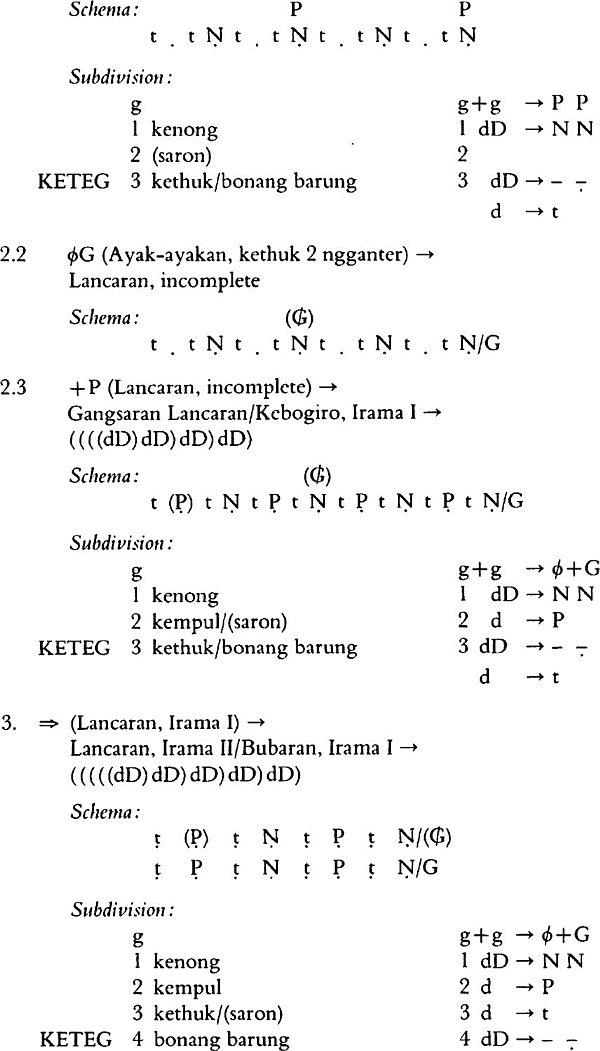 Schema: P P
t . t Ṇ t . t Ṇ t . t Ṇ t . t Ṇ
Subdivision:
g g+g → P P
1 kenong 1 dD → N N
2 (saron) 2
KETEG 3 kethuk/bonang barung 3 dD → – –̣
d → t
2.2 ϕG (Ayak-ayakan, kethuk 2 ngganter) →
Lancaran, incomplete
Schema: (G̸)
t . t Ṇ t . t Ṇ t . t Ṇ t . t Ṇ/G
2.3 +P (Lancaran, incomplete) →
Gangsaran Lancaran/Kebogiro, Irama I →
((((dD) dD) dD) dD)
Schema: (G̸)
t (P̣) t Ṇ t P̣ t Ṇ t P̣ t Ṇ t P̣ t Ṇ/G
Subdivision:
g g+g → ϕ+G
1 kenong 1 dD → N N
2 kempul/(saron) 2 d → P
KETEG 3 kethuk/bonang barung 3 dD → – –̣
d → t
3. ⇒ (Lancaran, Irama I) →
Lancaran, Irama II/Bubaran, Irama I →
(((((dD) dD) dD) dD) dD)
Schema:
ṭ (P̣) ṭ Ṇ ṭ P̣ ṭ Ṇ/(G̸)
ṭ P̣ ṭ Ṇ ṭ P̣ ṭ Ṇ/G
Subdivision:
g g+g → ϕ+G
1 kenong 1 dD → N N
2 kempul 2 d → P
3 kethuk/(saron) 3 d → t
KETEG 4 bonang barung 4 dD → – –̣